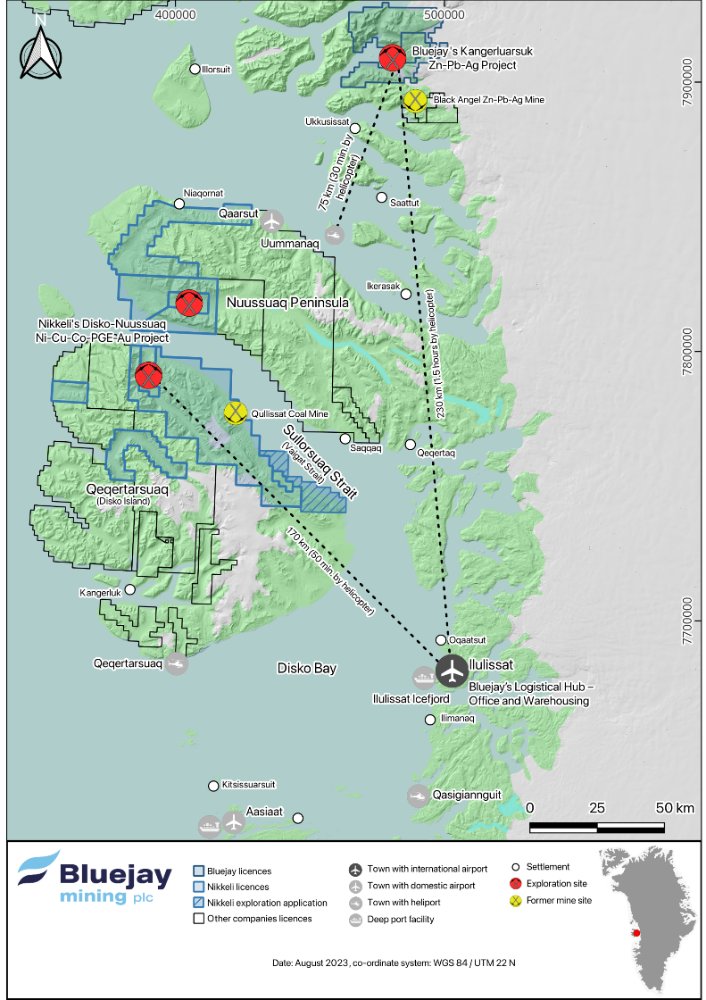 400000
500000
N
Bluejay's Kangerluarsuk
Zn-Pb-Ag Project
Illorsuit
7900000
Black Angel Zn-Pb-Ag Mine
Ukkusissat
75 km (30 min. by
helicopter)
Niaqornat
Saattut
Qaarsut
Uummanaq
Ikerasak
Nuussuaq Peninsula
230 km (1.5 hours by helicopter)
Nikkeli's Disko-Nuussuaq
Ni-Cu-Co-PGE-Au Project
7800000
Qullissat Coal Mine
Sullorsuaq Strait
(Vaigat Strait)
Saqqaq
Qeqertaq
Qeqertarsuaq
(Disko Island)
170 km (50 min. by helicopter)
Kangerluk
7700000
Oqaatsut
Qeqertarsuaq
Disko Bay
Ilulissat
Bluejay's Logistical Hub –
Office and Warehousing
Ilulissat Icefjord
Ilimanaq
Kitsissuarsuit
Qasigiannguit
Aasiaat
0 25 50 km
Bluejay
mining plc
Bluejay licences
Nikkeli licences
Nikkeli exploration application
Other companies licences
Town with international airport
Town with domestic airport
Town with heliport
Deep port facility
Settlement
Exploration site
Former mine site
Date: August 2023, co-ordinate system: WGS 84 / UTM 22 N